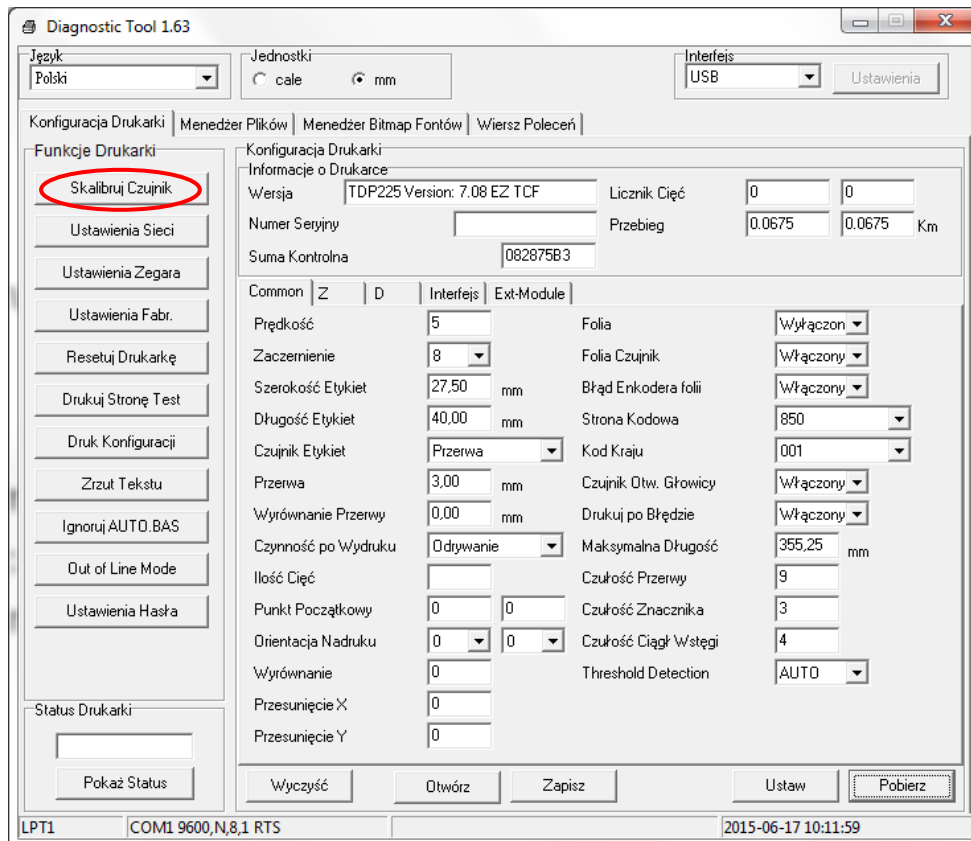 Diagnostic Tool 1.63
Język
Polski
Jednostki
cale
mm
Interfejs
USB
Ustawienia
Konfiguracja Drukarki
Menedżer Plików
Menedżer Bitmap Fontów
Wiersz Poleceń
Funkcje Drukarki
Skalibruj Czujnik
Ustawienia Sieci
Ustawienia Zegara
Ustawienia Fabr.
Resetuj Drukarkę
Drukuj Stronę Test
Druk Konfiguracji
Zrzut Tekstu
Ignoruj AUTO.BAS
Out of Line Mode
Ustawienia Hasła
Status Drukarki
Pokaż Status
Konfiguracja Drukarki
Informacje o Drukarce
Wersja TDP225 Version: 7.08 EZ TCF
Licznik Cięć 0 0
Numer Seryjny
Przebieg 0.0675 0.0675 Km
Suma Kontrolna 082875B3
Common Z D Interfejs Ext-Module
Prędkość 5
Zaczernienie 8
Szerokość Etykiet 27,50 mm
Długość Etykiet 40,00 mm
Czujnik Etykiet Przerwa
Przerwa 3,00 mm
Wyrównanie Przerwy 0,00 mm
Czynność po Wydruku Odrywanie
Ilość Cięć
Punkt Początkowy 0 0
Orientacja Nadruku 0 0
Wyrównanie 0
Przesunięcie X 0
Przesunięcie Y 0
Folia Wyłączon
Folia Czujnik Włączony
Błąd Enkodera folii Włączony
Strona Kodowa 850
Kod Kraju 001
Czujnik Otw. Głowicy Włączony
Drukuj po Błędzie Włączony
Maksymalna Długość 355,25 mm
Czułość Przerwy 9
Czułość Znacznika 3
Czułość Ciągł Wstęgi 4
Threshold Detection AUTO
Wyczyść
Otwórz
Zapisz
Ustaw
Pobierz
LPT1
COM1 9600,N,8,1 RTS
2015-06-17 10:11:59